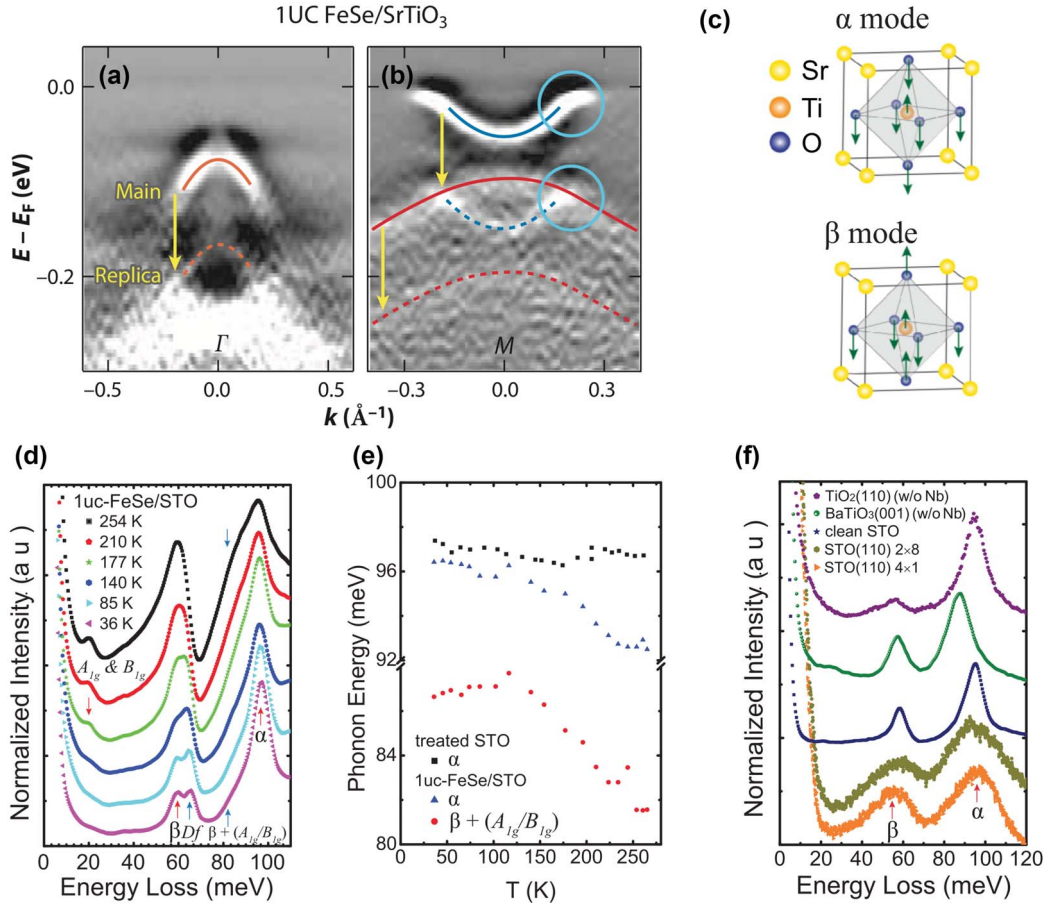 1UC FeSe/SrTiO₃
(a)
(b)
(c)
α mode
Sr
Ti
O
β mode
E – E_F (eV)
0.0
−0.2
Main
Replica
Γ
M
−0.5 0.0 0.5
−0.3 0.0 0.3
k (Å⁻¹)
(d)
1uc-FeSe/STO
254 K
210 K
177 K
140 K
85 K
36 K
A1g & B1g
α
β Df β + (A1g/B1g)
Normalized Intensity (a u)
0 20 40 60 80 100
Energy Loss (meV)
(e)
100
96
92
84
80
Phonon Energy (meV)
treated STO
α
1uc-FeSe/STO
α
β + (A1g/B1g)
0 50 100 150 200 250
T (K)
(f)
TiO₂(110) (w/o Nb)
BaTiO₃(001) (w/o Nb)
clean STO
STO(110) 2×8
STO(110) 4×1
β
α
Normalized Intensity (a u)
0 20 40 60 80 100 120
Energy Loss (meV)